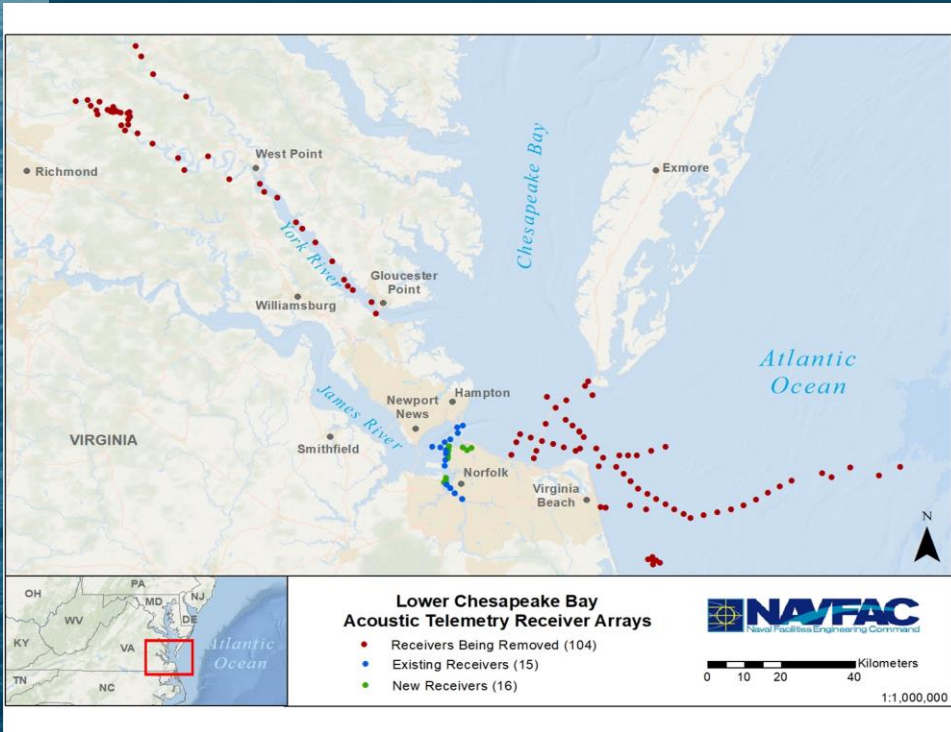 West Point
Richmond
Exmore
Chesapeake Bay
York River
Gloucester
Point
Williamsburg
Atlantic
Ocean
Hampton
Newport
News
James River
VIRGINIA
Smithfield
Norfolk
Virginia
Beach
N
PA
OH
MD
NJ
DE
WV
KY
VA
Atlantic
Ocean
TN
NC
Lower Chesapeake Bay
Acoustic Telemetry Receiver Arrays
Receivers Being Removed (104)
Existing Receivers (15)
New Receivers (16)
NAVFAC
Naval Facilities Engineering Command
Kilometers
0 10 20 40
1:1,000,000